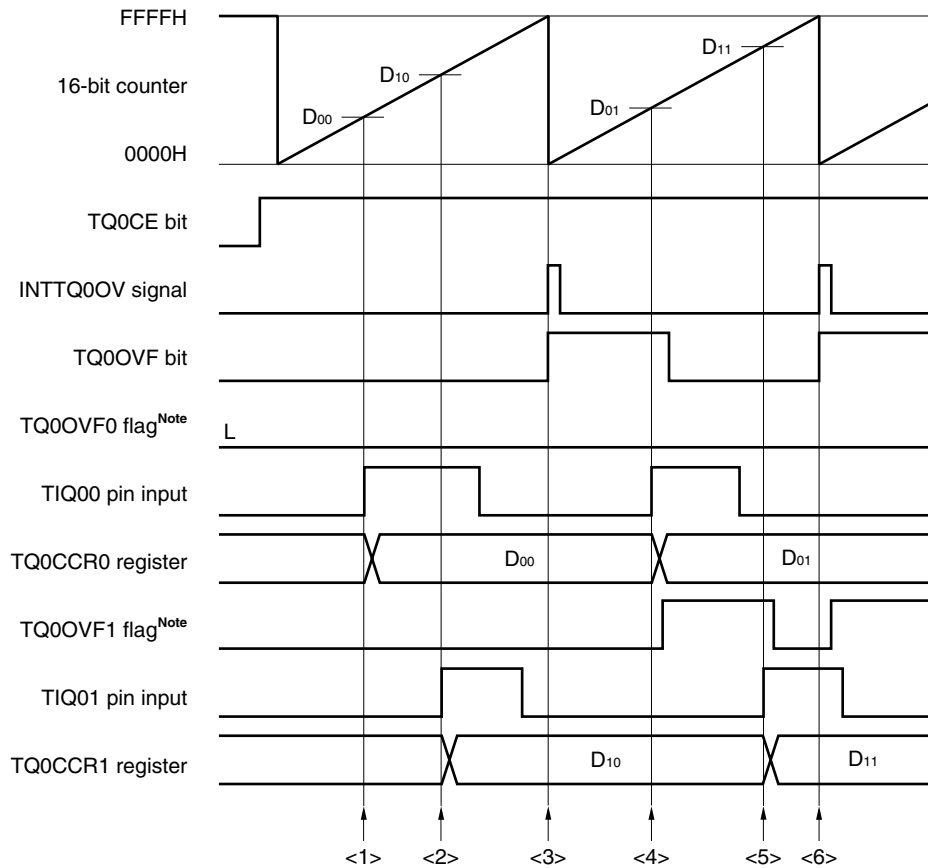 FFFFH
16-bit counter
0000H
D00
D10
D01
D11
TQ0CE bit
INTTQ0OV signal
TQ0OVF bit
TQ0OVF0 flagNote
L
TIQ00 pin input
TQ0CCR0 register
D00
D01
TQ0OVF1 flagNote
TIQ01 pin input
TQ0CCR1 register
D10
D11
<1> <2> <3> <4> <5> <6>